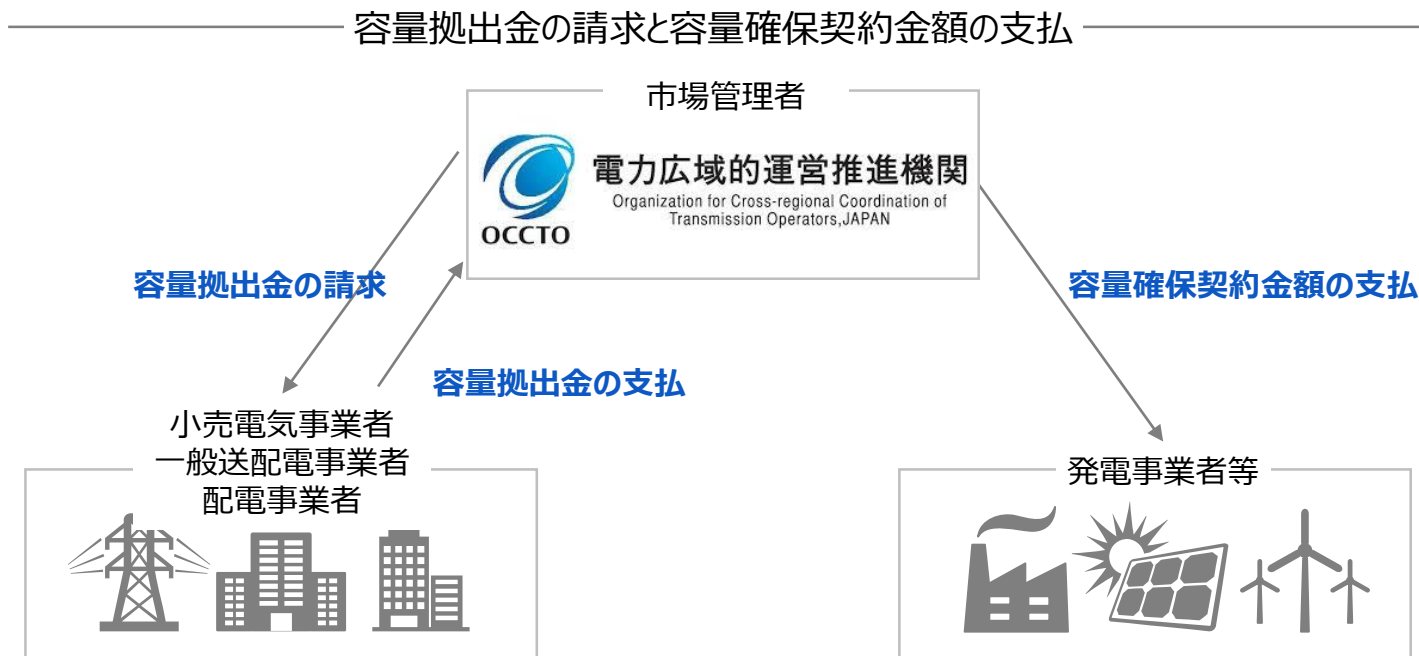 容量拠出金の請求と容量確保契約金額の支払
市場管理者
電力広域的運営推進機関
Organization for Cross-regional Coordination of
Transmission Operators,JAPAN
OCCTO
容量拠出金の請求
容量確保契約金額の支払
容量拠出金の支払
小売電気事業者
一般送配電事業者
配電事業者
発電事業者等